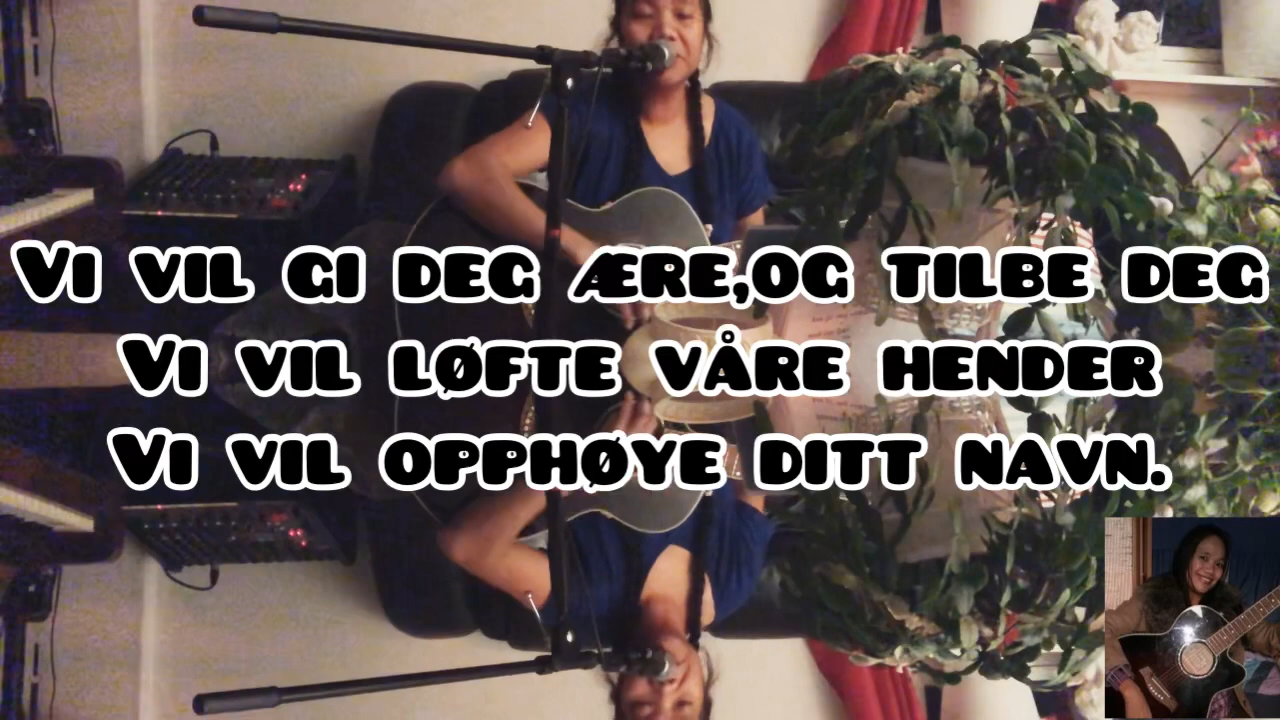 Vi vil gi deg ære,og tilbe deg
Vi vil løfte våre hender
Vi vil opphøye ditt navn.